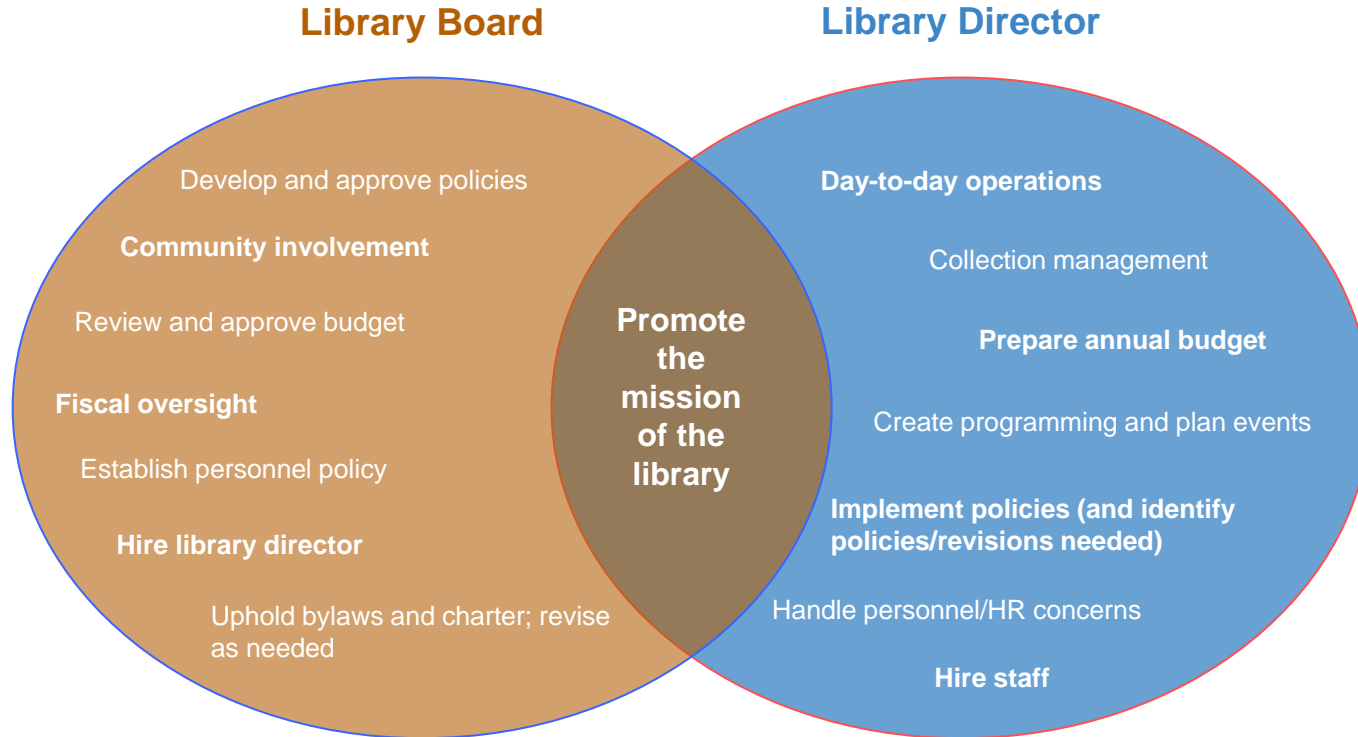 Library Board
Library Director
Develop and approve policies
Community involvement
Review and approve budget
Fiscal oversight
Establish personnel policy
Hire library director
Uphold bylaws and charter; revise
as needed
Promote
the
mission
of the
library
Day-to-day operations
Collection management
Prepare annual budget
Create programming and plan events
Implement policies (and identify
policies/revisions needed)
Handle personnel/HR concerns
Hire staff